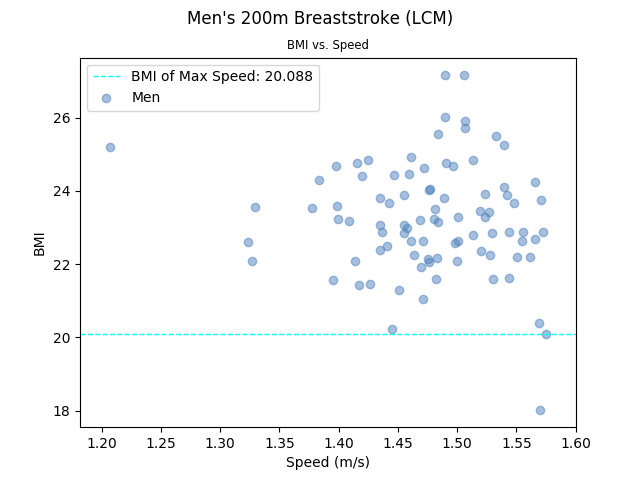 Men's 200m Breaststroke (LCM)
BMI vs. Speed
BMI of Max Speed: 20.088
Men
26
24
22
20
18
BMI
1.20 1.25 1.30 1.35 1.40 1.45 1.50 1.55 1.60
Speed (m/s)